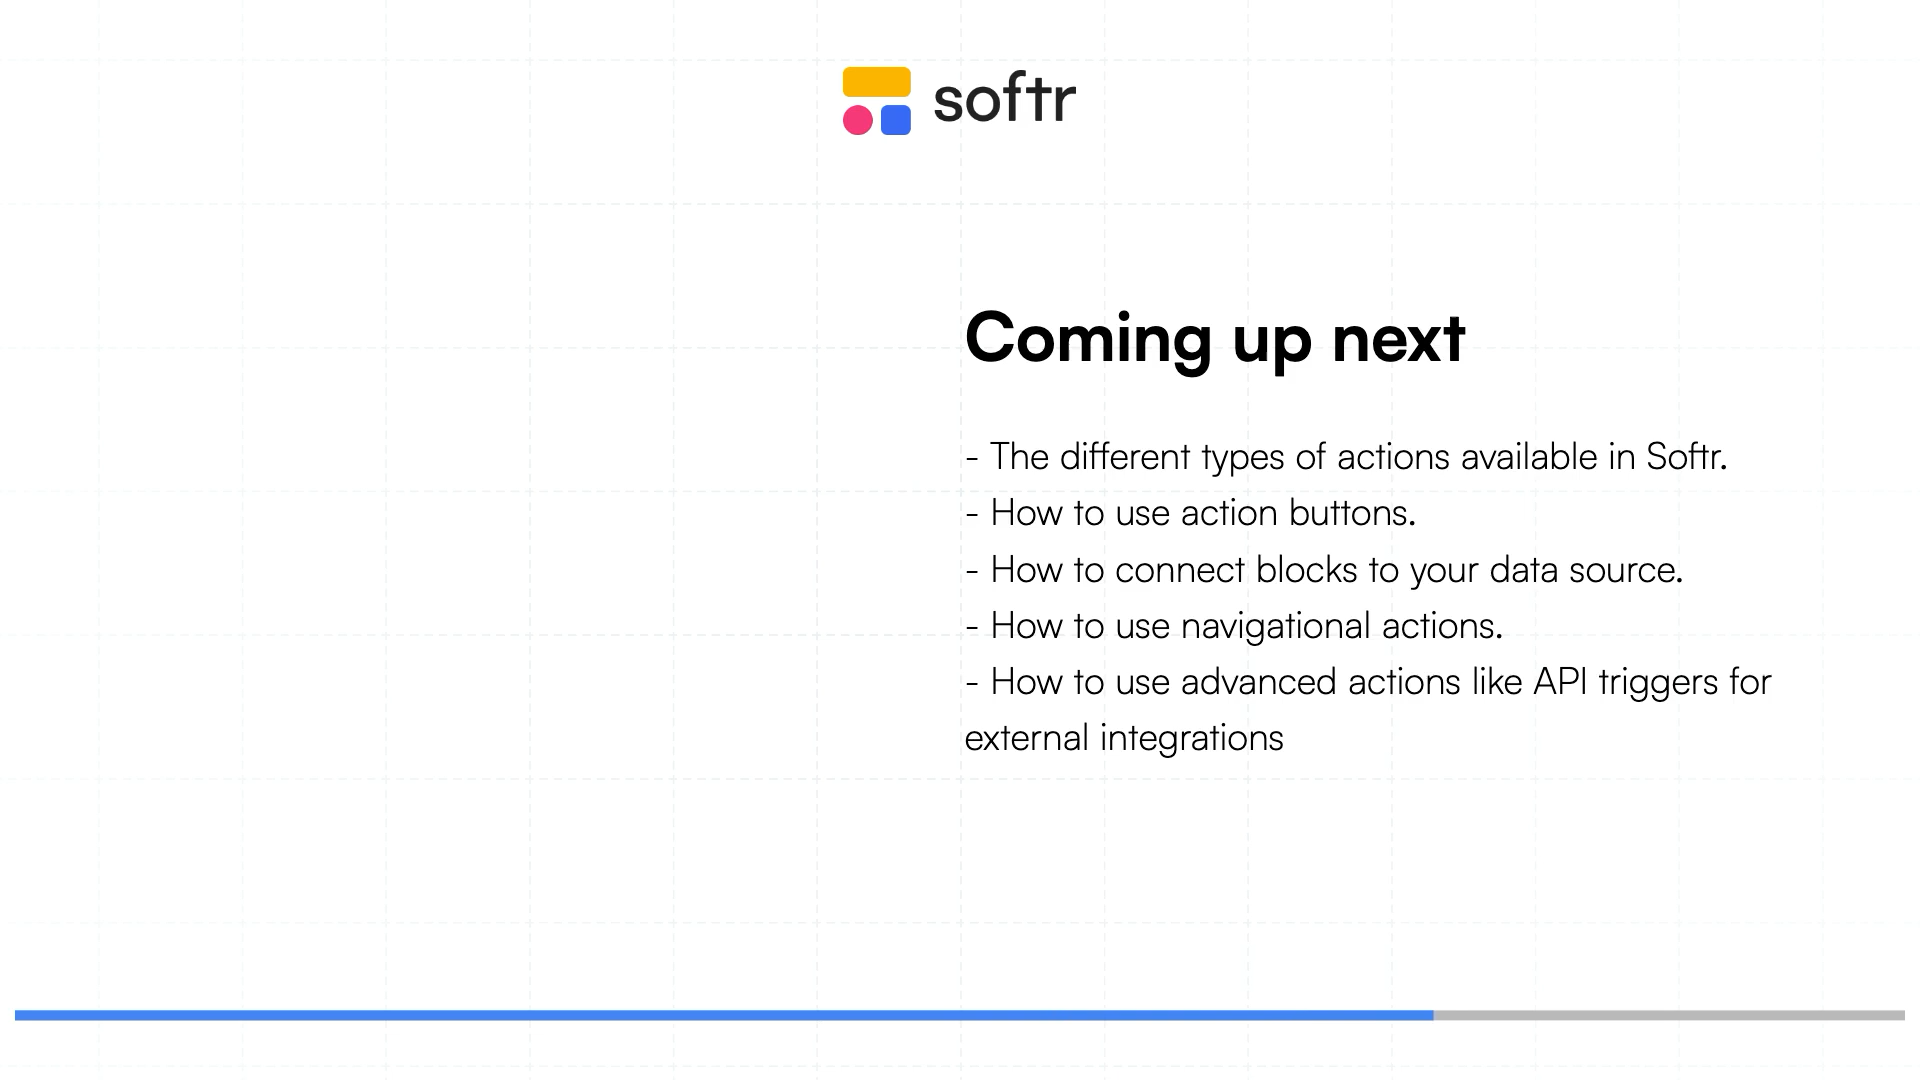 softr
Coming up next
- The different types of actions available in Softr.
- How to use action buttons.
- How to connect blocks to your data source.
- How to use navigational actions.
- How to use advanced actions like API triggers for
external integrations